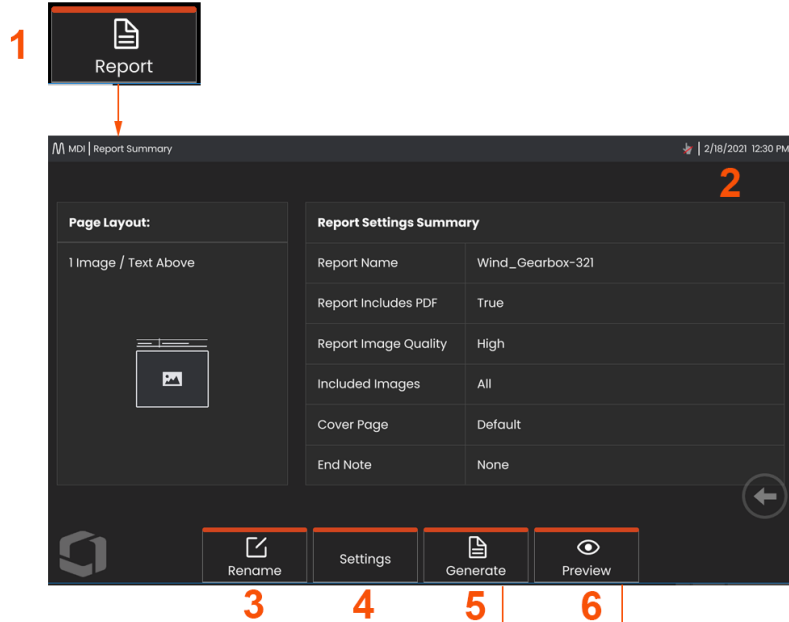 1
Report
MDI | Report Summary
2/18/2021 12:30 PM
2
Page Layout:
1 Image / Text Above
Report Settings Summary
Report Name Wind_Gearbox-321
Report Includes PDF True
Report Image Quality High
Included Images All
Cover Page Default
End Note None
Rename
Settings
Generate
Preview
3 4 5 6